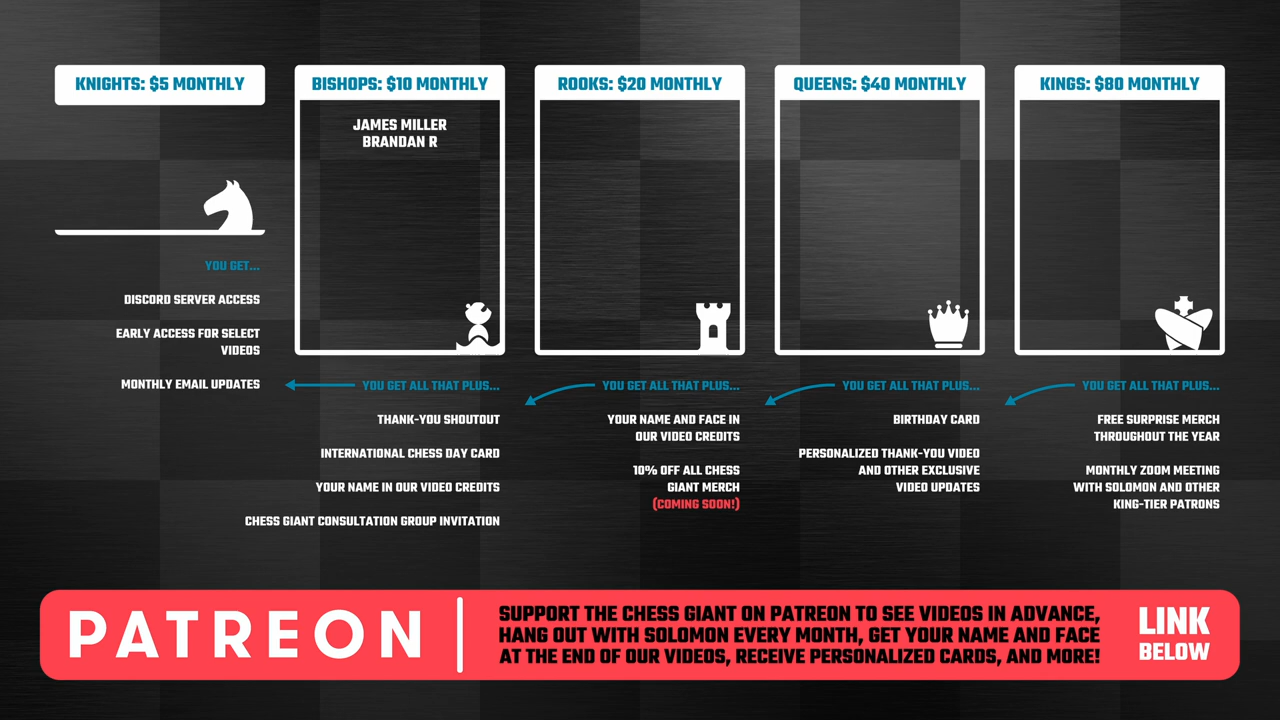 KNIGHTS: $5 MONTHLY
YOU GET...
DISCORD SERVER ACCESS
EARLY ACCESS FOR SELECT
VIDEOS
MONTHLY EMAIL UPDATES
BISHOPS: $10 MONTHLY
JAMES MILLER
BRANDAN R
YOU GET ALL THAT PLUS...
THANK-YOU SHOUTOUT
INTERNATIONAL CHESS DAY CARD
YOUR NAME IN OUR VIDEO CREDITS
CHESS GIANT CONSULTATION GROUP INVITATION
ROOKS: $20 MONTHLY
YOU GET ALL THAT PLUS...
YOUR NAME AND FACE IN
OUR VIDEO CREDITS
10% OFF ALL CHESS
GIANT MERCH
(COMING SOON!)
QUEENS: $40 MONTHLY
YOU GET ALL THAT PLUS...
BIRTHDAY CARD
PERSONALIZED THANK-YOU VIDEO
AND OTHER EXCLUSIVE
VIDEO UPDATES
KINGS: $80 MONTHLY
YOU GET ALL THAT PLUS...
FREE SURPRISE MERCH
THROUGHOUT THE YEAR
MONTHLY ZOOM MEETING
WITH SOLOMON AND OTHER
KING-TIER PATRONS
PATREON
SUPPORT THE CHESS GIANT ON PATREON TO SEE VIDEOS IN ADVANCE,
HANG OUT WITH SOLOMON EVERY MONTH, GET YOUR NAME AND FACE
AT THE END OF OUR VIDEOS, RECEIVE PERSONALIZED CARDS, AND MORE!
LINK
BELOW